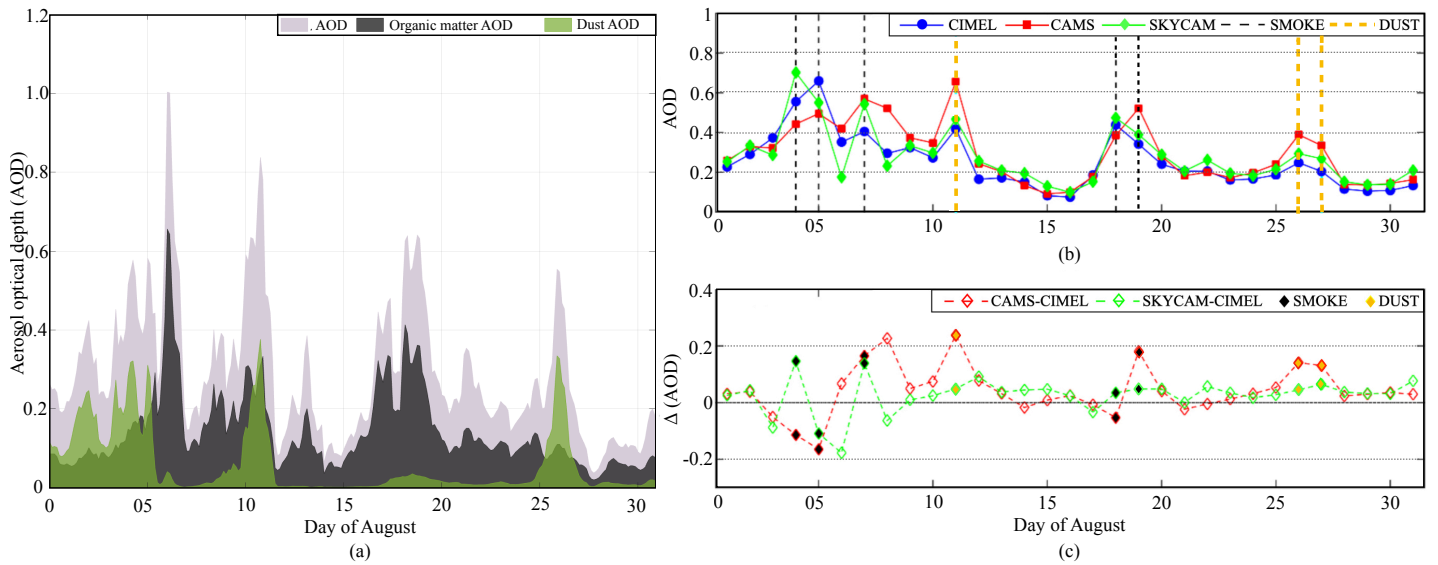 1.2
. AOD Organic matter AOD Dust AOD
1.0
0.8
0.6
0.4
0.2
0
Aerosol optical depth (AOD)
0 05 10 15 20 25 30
Day of August
(a)
CIMEL CAMS SKYCAM SMOKE DUST
1
0.8
0.6
0.4
0.2
0
AOD
0 05 10 15 20 25 30
(b)
CAMS-CIMEL SKYCAM-CIMEL SMOKE DUST
0.4
0.2
0
-0.2
Δ (AOD)
0 05 10 15 20 25 30
Day of August
(c)